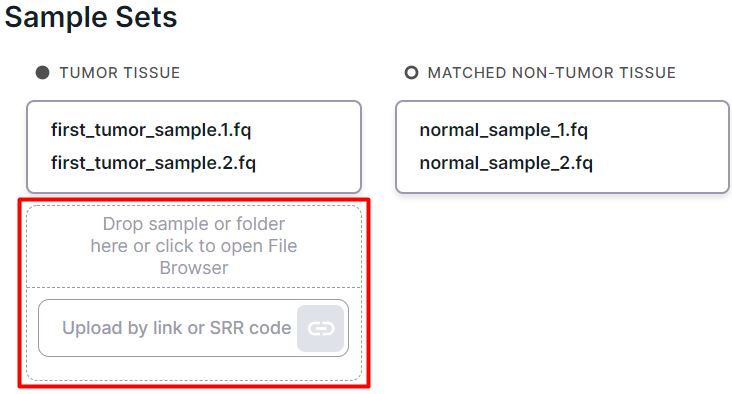 Sample Sets
TUMOR TISSUE
MATCHED NON-TUMOR TISSUE
first_tumor_sample.1.fq
first_tumor_sample.2.fq
normal_sample_1.fq
normal_sample_2.fq
Drop sample or folder
here or click to open File
Browser
Upload by link or SRR code